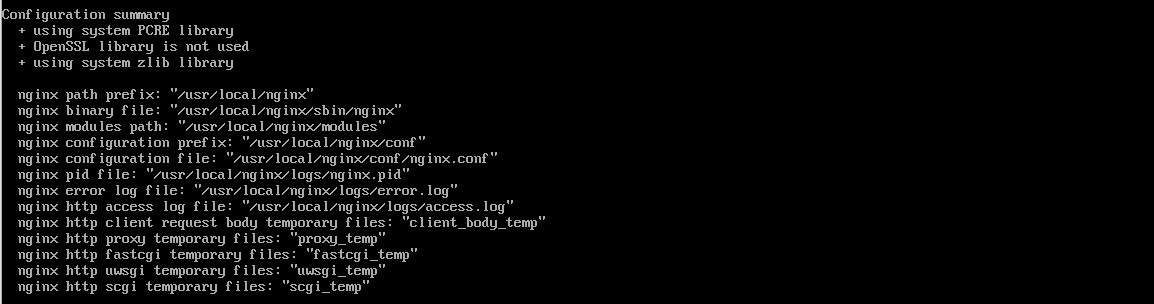 Configuration summary
  + using system PCRE library
  + OpenSSL library is not used
  + using system zlib library

  nginx path prefix: "/usr/local/nginx"
  nginx binary file: "/usr/local/nginx/sbin/nginx"
  nginx modules path: "/usr/local/nginx/modules"
  nginx configuration prefix: "/usr/local/nginx/conf"
  nginx configuration file: "/usr/local/nginx/conf/nginx.conf"
  nginx pid file: "/usr/local/nginx/logs/nginx.pid"
  nginx error log file: "/usr/local/nginx/logs/error.log"
  nginx http access log file: "/usr/local/nginx/logs/access.log"
  nginx http client request body temporary files: "client_body_temp"
  nginx http proxy temporary files: "proxy_temp"
  nginx http fastcgi temporary files: "fastcgi_temp"
  nginx http uwsgi temporary files: "uwsgi_temp"
  nginx http scgi temporary files: "scgi_temp"